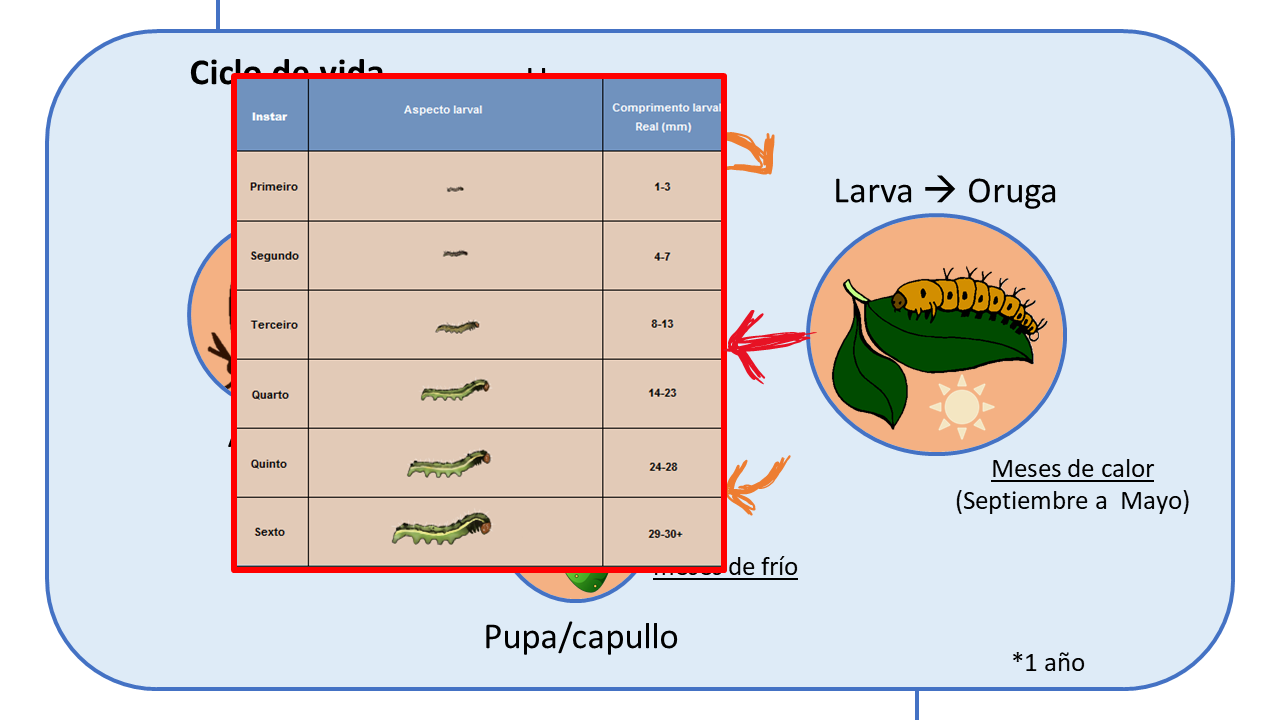 Ciclo de vida
Instar
Aspecto larval
Comprimento larval
Real (mm)
Primeiro
1-3
Segundo
4-7
Terceiro
8-13
Quarto
14-23
Quinto
24-28
Sexto
29-30+
Larva → Oruga
Meses de calor
(Septiembre a Mayo)
meses de frío
Pupa/capullo
*1 año